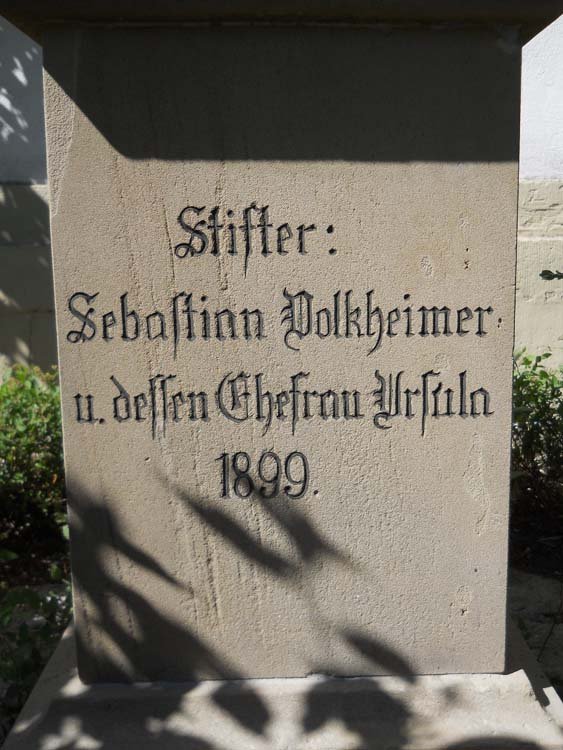 Stifter:
Sebastian Volkheimer
u. dessen Ehefrau Ursula
1899.